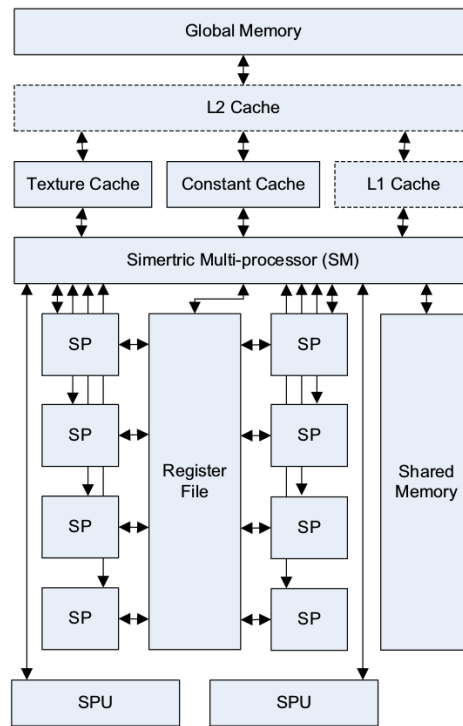 Global Memory
L2 Cache
Texture Cache
Constant Cache
L1 Cache
Simertric Multi-processor (SM)
SP
SP
SP
SP
SP
SP
SP
SP
Register
File
Shared
Memory
SPU
SPU